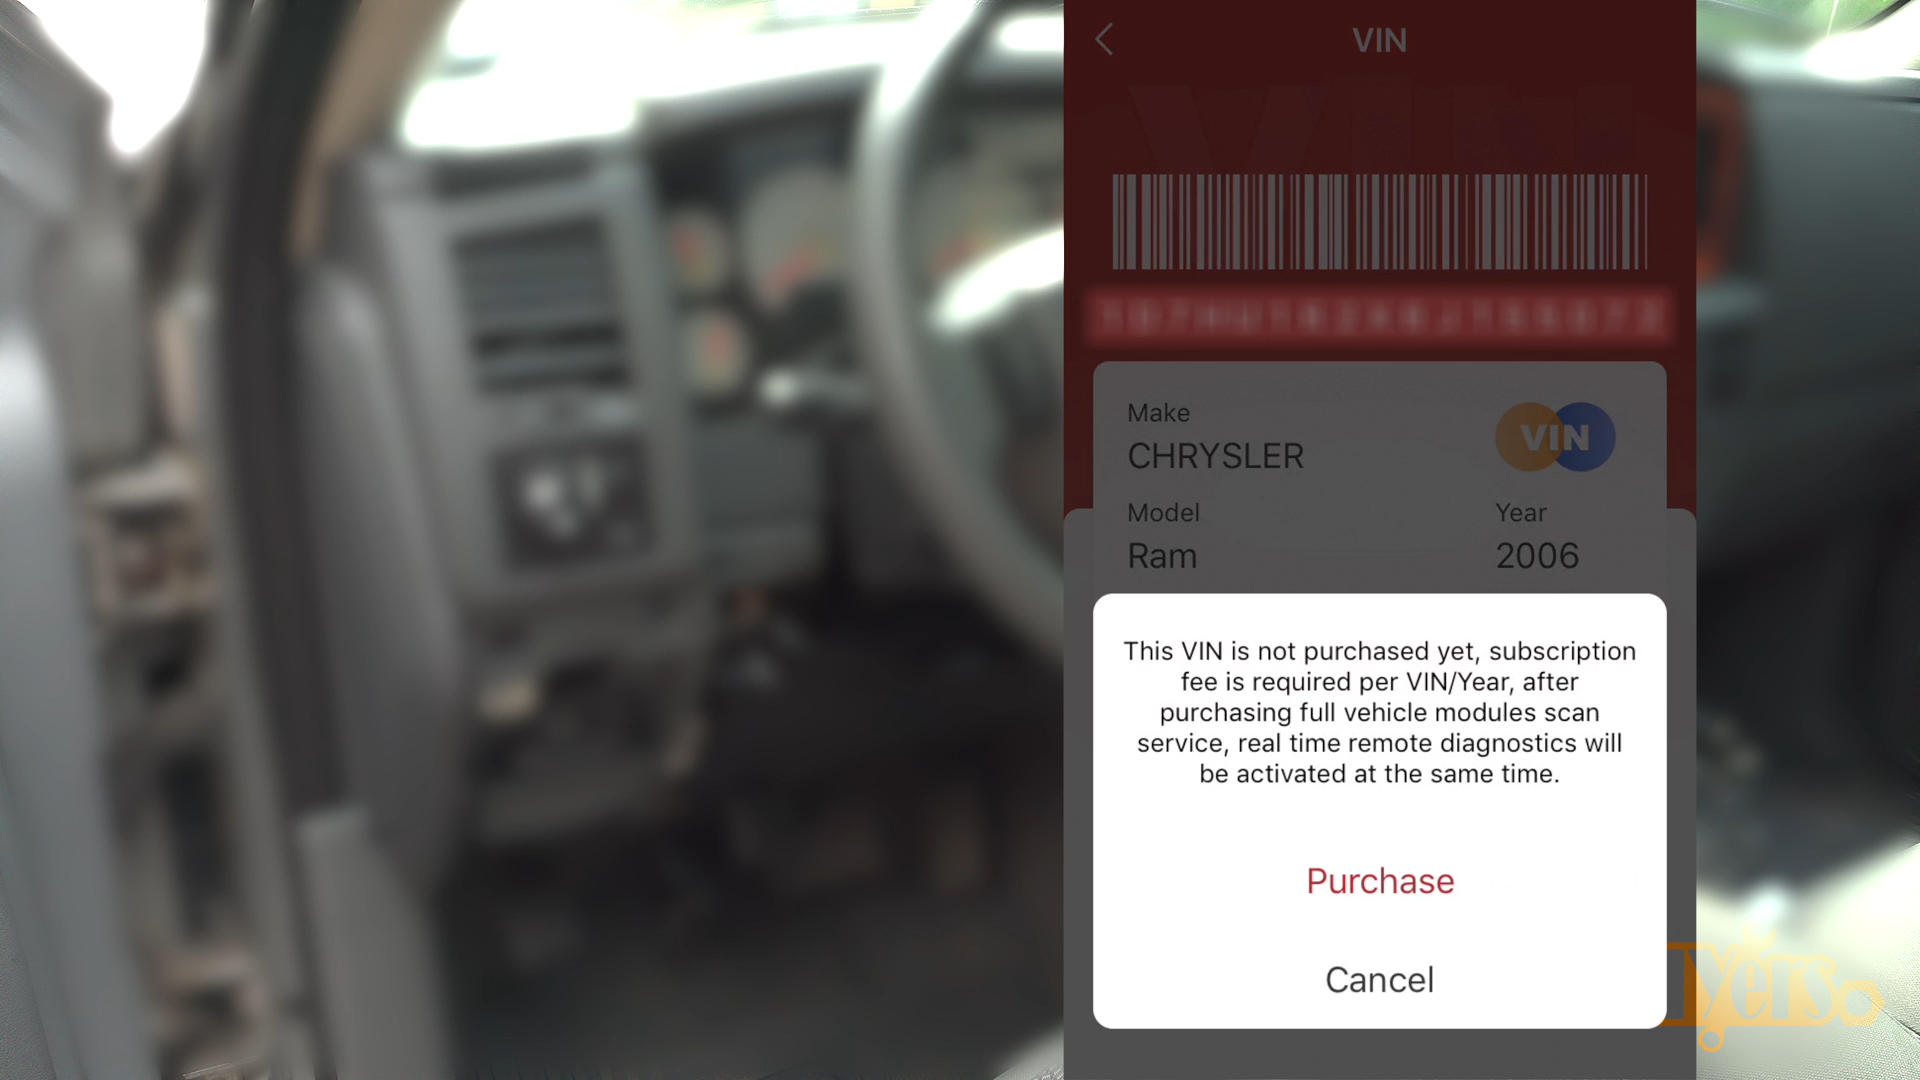 VIN
Make
CHRYSLER
VIN
Model
Year
Ram
2006
This VIN is not purchased yet, subscription
fee is required per VIN/Year, after
purchasing full vehicle modules scan
service, real time remote diagnostics will
be activated at the same time.
Purchase
Cancel
yers